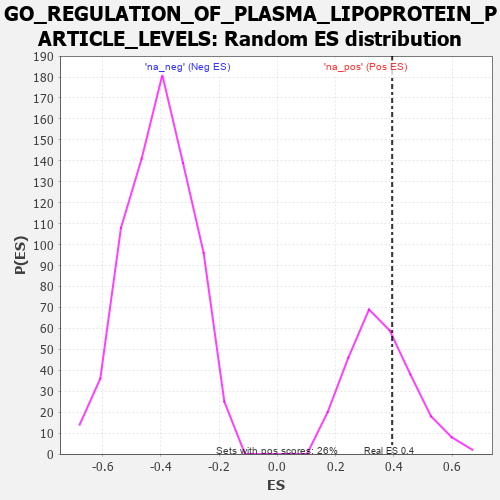 GO_REGULATION_OF_PLASMA_LIPOPROTEIN_P
ARTICLE_LEVELS: Random ES distribution
'na_neg' (Neg ES)
'na_pos' (Pos ES)
190
180
170
160
150
140
130
120
110
100
90
80
70
60
50
40
30
20
10
0
P(ES)
Sets with pos scores: 26%
Real ES 0.4
-0.6 -0.4 -0.2 0.0 0.2 0.4 0.6
ES